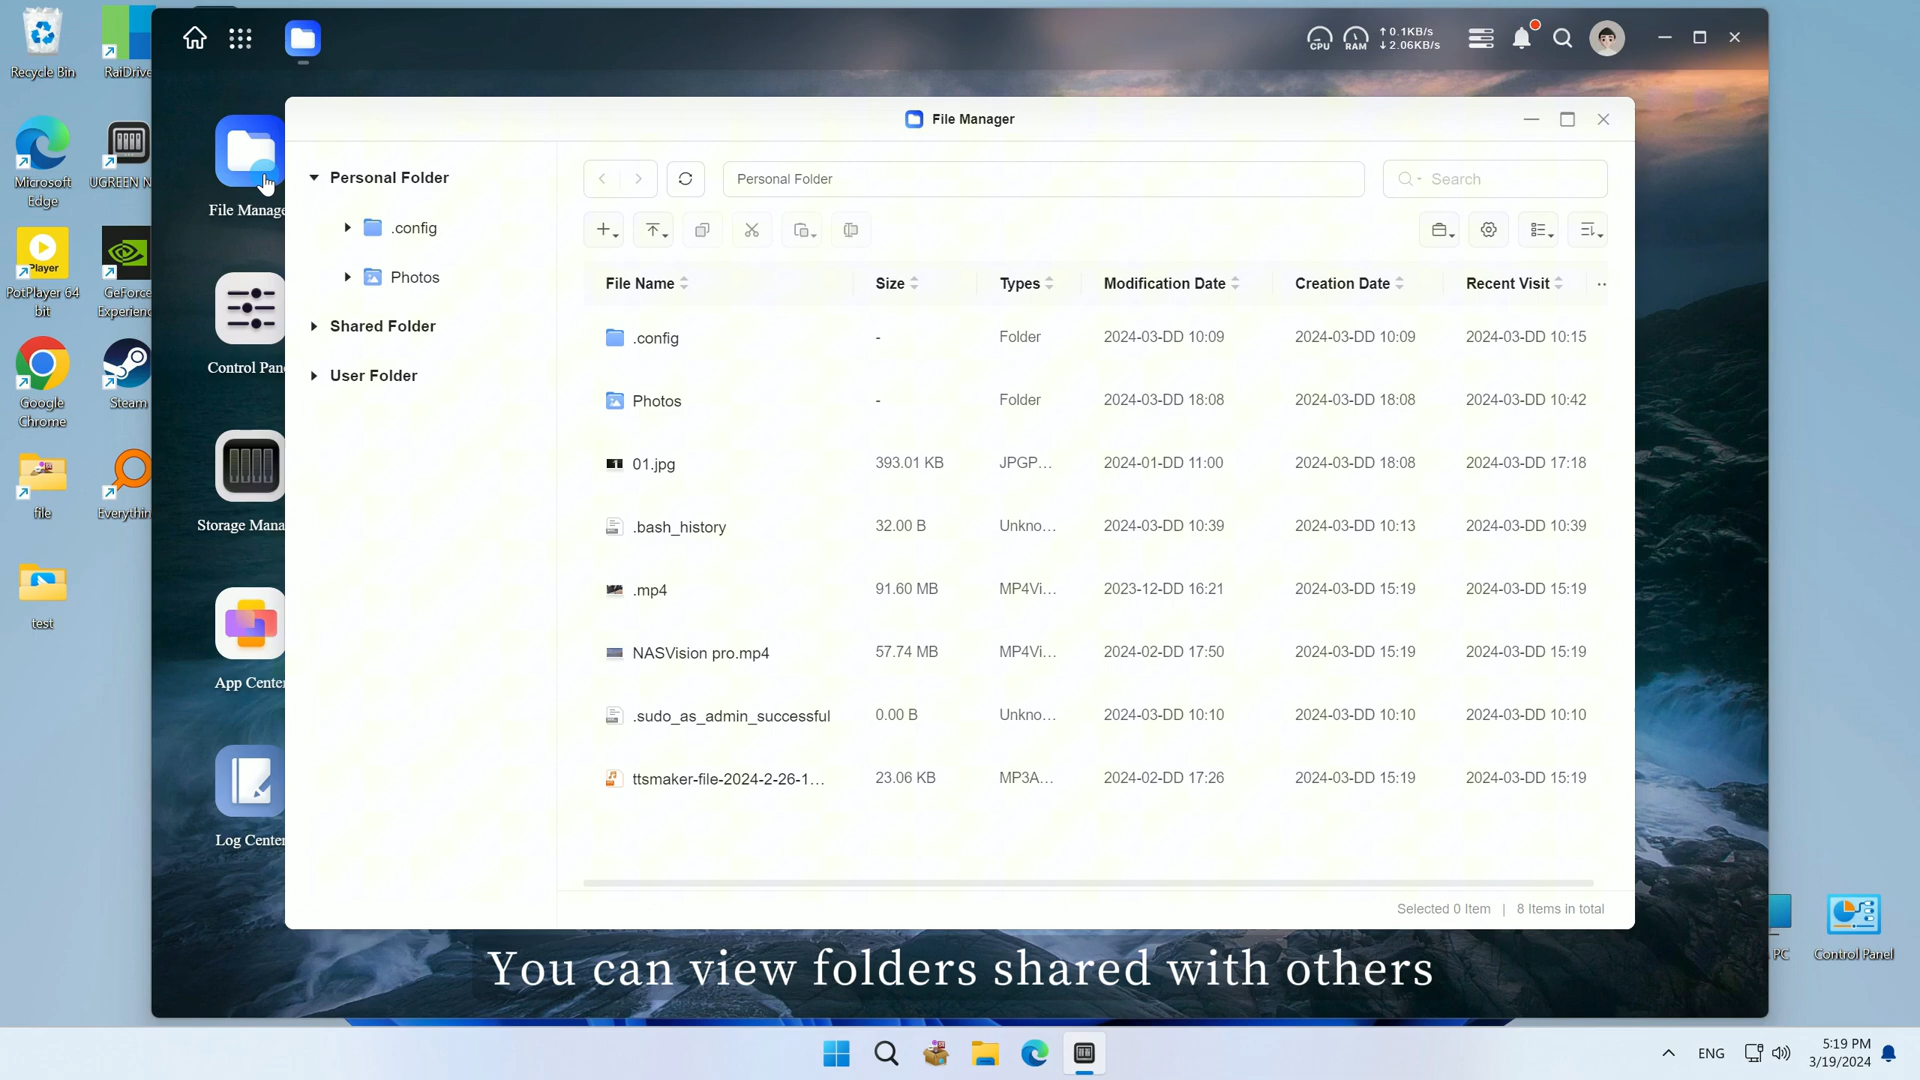 Recycle Bin
RaiDrive
Microsoft
Edge
UGREEN N
PotPlayer 64
bit
GeForce
Experienc
Google
Chrome
Steam
file
Everythin
test
CPU
RAM
↑ 0.1KB/s
↓ 2.06KB/s
File Manage
Control Pan
Storage Mana
App Cente
Log Center
File Manager
Personal Folder
.config
Photos
Shared Folder
User Folder
Personal Folder
Search
File Name Size Types Modification Date Creation Date Recent Visit ..
.config - Folder 2024-03-DD 10:09 2024-03-DD 10:09 2024-03-DD 10:15
Photos - Folder 2024-03-DD 18:08 2024-03-DD 18:08 2024-03-DD 10:42
01.jpg 393.01 KB JPGP... 2024-01-DD 11:00 2024-03-DD 18:08 2024-03-DD 17:18
.bash_history 32.00 B Unkno... 2024-03-DD 10:39 2024-03-DD 10:13 2024-03-DD 10:39
.mp4 91.60 MB MP4Vi... 2023-12-DD 16:21 2024-03-DD 15:19 2024-03-DD 15:19
NASVision pro.mp4 57.74 MB MP4Vi... 2024-02-DD 17:50 2024-03-DD 15:19 2024-03-DD 15:19
.sudo_as_admin_successful 0.00 B Unkno... 2024-03-DD 10:10 2024-03-DD 10:10 2024-03-DD 10:10
ttsmaker-file-2024-2-26-1... 23.06 KB MP3A... 2024-02-DD 17:26 2024-03-DD 15:19 2024-03-DD 15:19
Selected 0 Item | 8 Items in total
You can view folders shared with others
PC
Control Panel
ENG
5:19 PM
3/19/2024